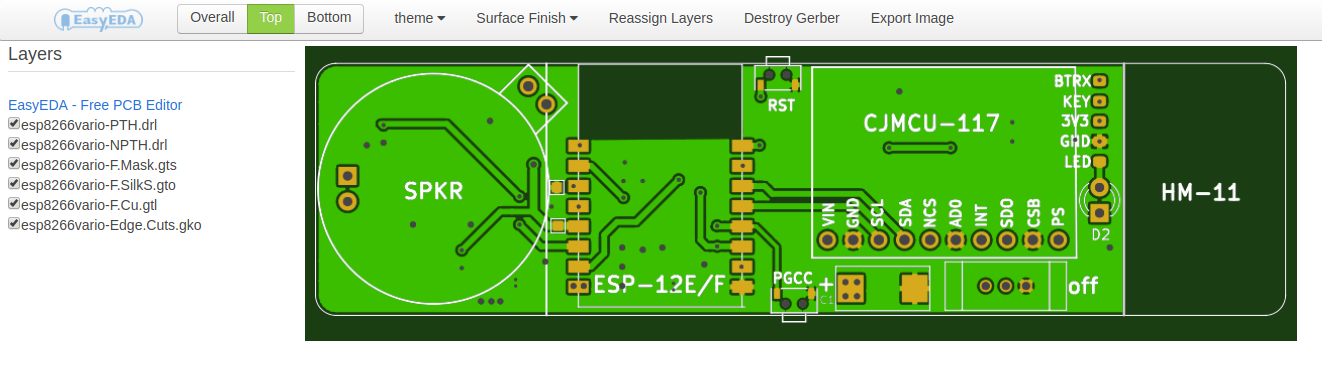 EasyEDA
Overall Top Bottom theme Surface Finish Reassign Layers Destroy Gerber Export Image
Layers
EasyEDA - Free PCB Editor
esp8266vario-PTH.drl
esp8266vario-NPTH.drl
esp8266vario-F.Mask.gts
esp8266vario-F.SilkS.gto
esp8266vario-F.Cu.gtl
esp8266vario-Edge.Cuts.gko
SPKR
ESP-12E/F
RST
PGCC
CJMCU-117
VIN GND SCL SDA NCS ADO INT SDO CSB PS
+
C1
off
BTRX
KEY
3V3
GND
LED
D2
HM-11